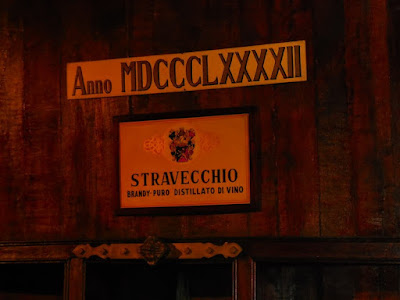 Anno MDCCCLXXXXII
STRAVECCHIO
BRANDY·PURO·DISTILLATO DI VINO